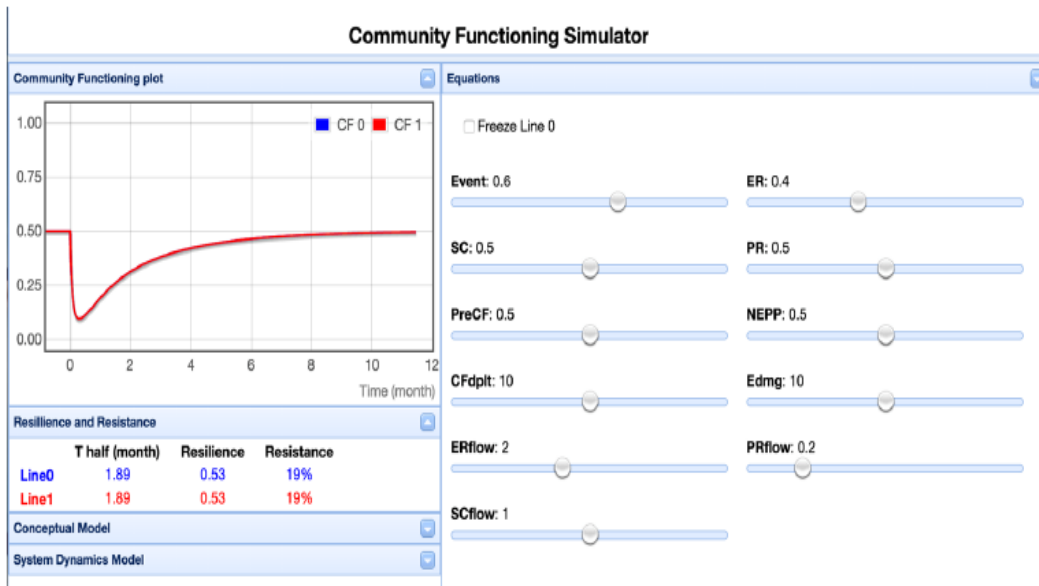 Community Functioning Simulator
Community Functioning plot
1.00
0.75
0.50
0.25
0.00
CF 0 CF 1
0 2 4 6 8 10 12
Time (month)
Resillience and Resistance
T half (month) Resilience Resistance
Line0 1.89 0.53 19%
Line1 1.89 0.53 19%
Conceptual Model
System Dynamics Model
Equations
Freeze Line 0
Event: 0.6 ER: 0.4
SC: 0.5 PR: 0.5
PreCF: 0.5 NEPP: 0.5
CFdplt: 10 Edmg: 10
ERflow: 2 PRflow: 0.2
SCflow: 1